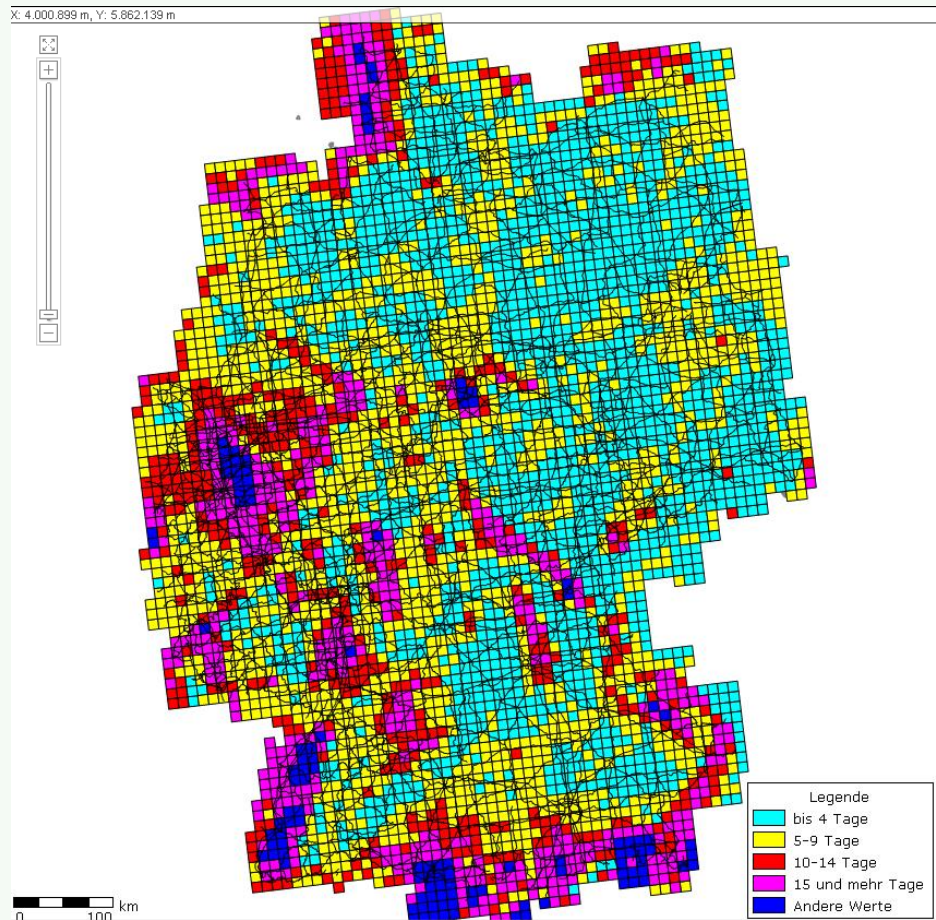 X: 4.000.899 m, Y: 5.862.139 m
Legende
bis 4 Tage
5-9 Tage
10-14 Tage
15 und mehr Tage
Andere Werte
km
0 100